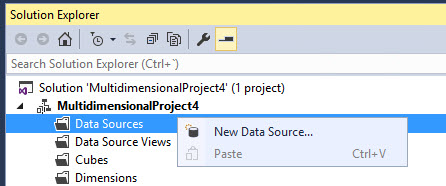 Solution Explorer
Search Solution Explorer (Ctrl+`)
Solution 'MultidimensionalProject4' (1 project)
MultidimensionalProject4
Data Sources
New Data Source...
Data Source Views
Paste Ctrl+V
Cubes
Dimensions